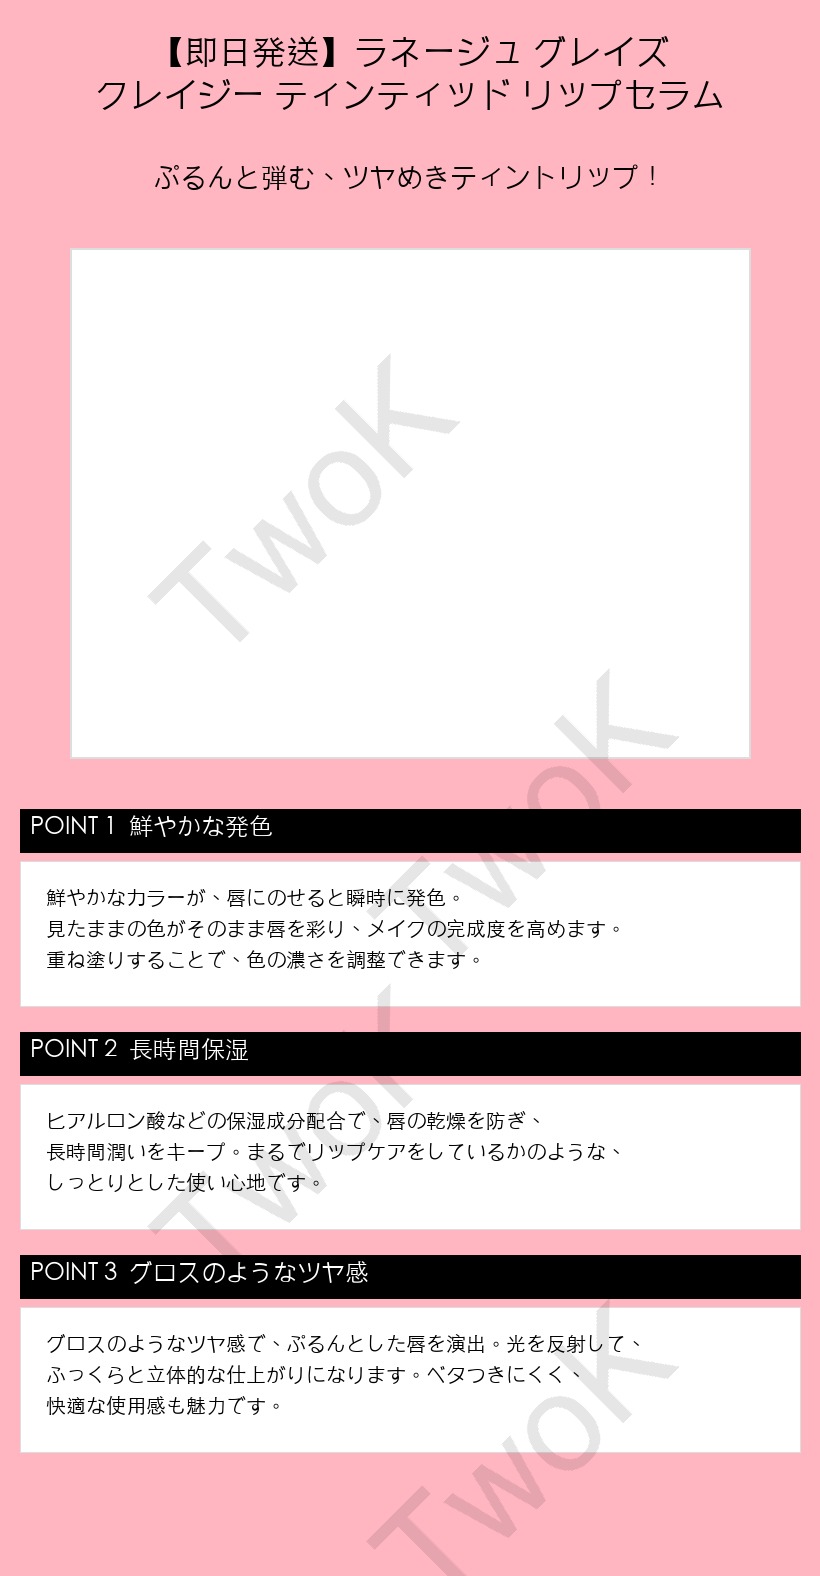 【即日発送】ラネージュ グレイズ
クレイジー ティンティッド リップセラム
ぷるんと弾む、ツヤめきティントリップ！
TwoK
TwoK
POINT 1 鮮やかな発色
鮮やかなカラーが、唇にのせると瞬時に発色。
見たままの色がそのまま唇を彩り、メイクの完成度を高めます。
重ね塗りすることで、色の濃さを調整できます。
TwoK
POINT 2 長時間保湿
ヒアルロン酸などの保湿成分配合で、唇の乾燥を防ぎ、
長時間潤いをキープ。まるでリップケアをしているかのような、
しっとりとした使い心地です。
POINT 3 グロスのようなツヤ感
グロスのようなツヤ感で、ぷるんとした唇を演出。光を反射して、
ふっくらと立体的な仕上がりになります。ベタつきにくく、
快適な使用感も魅力です。
TwoK